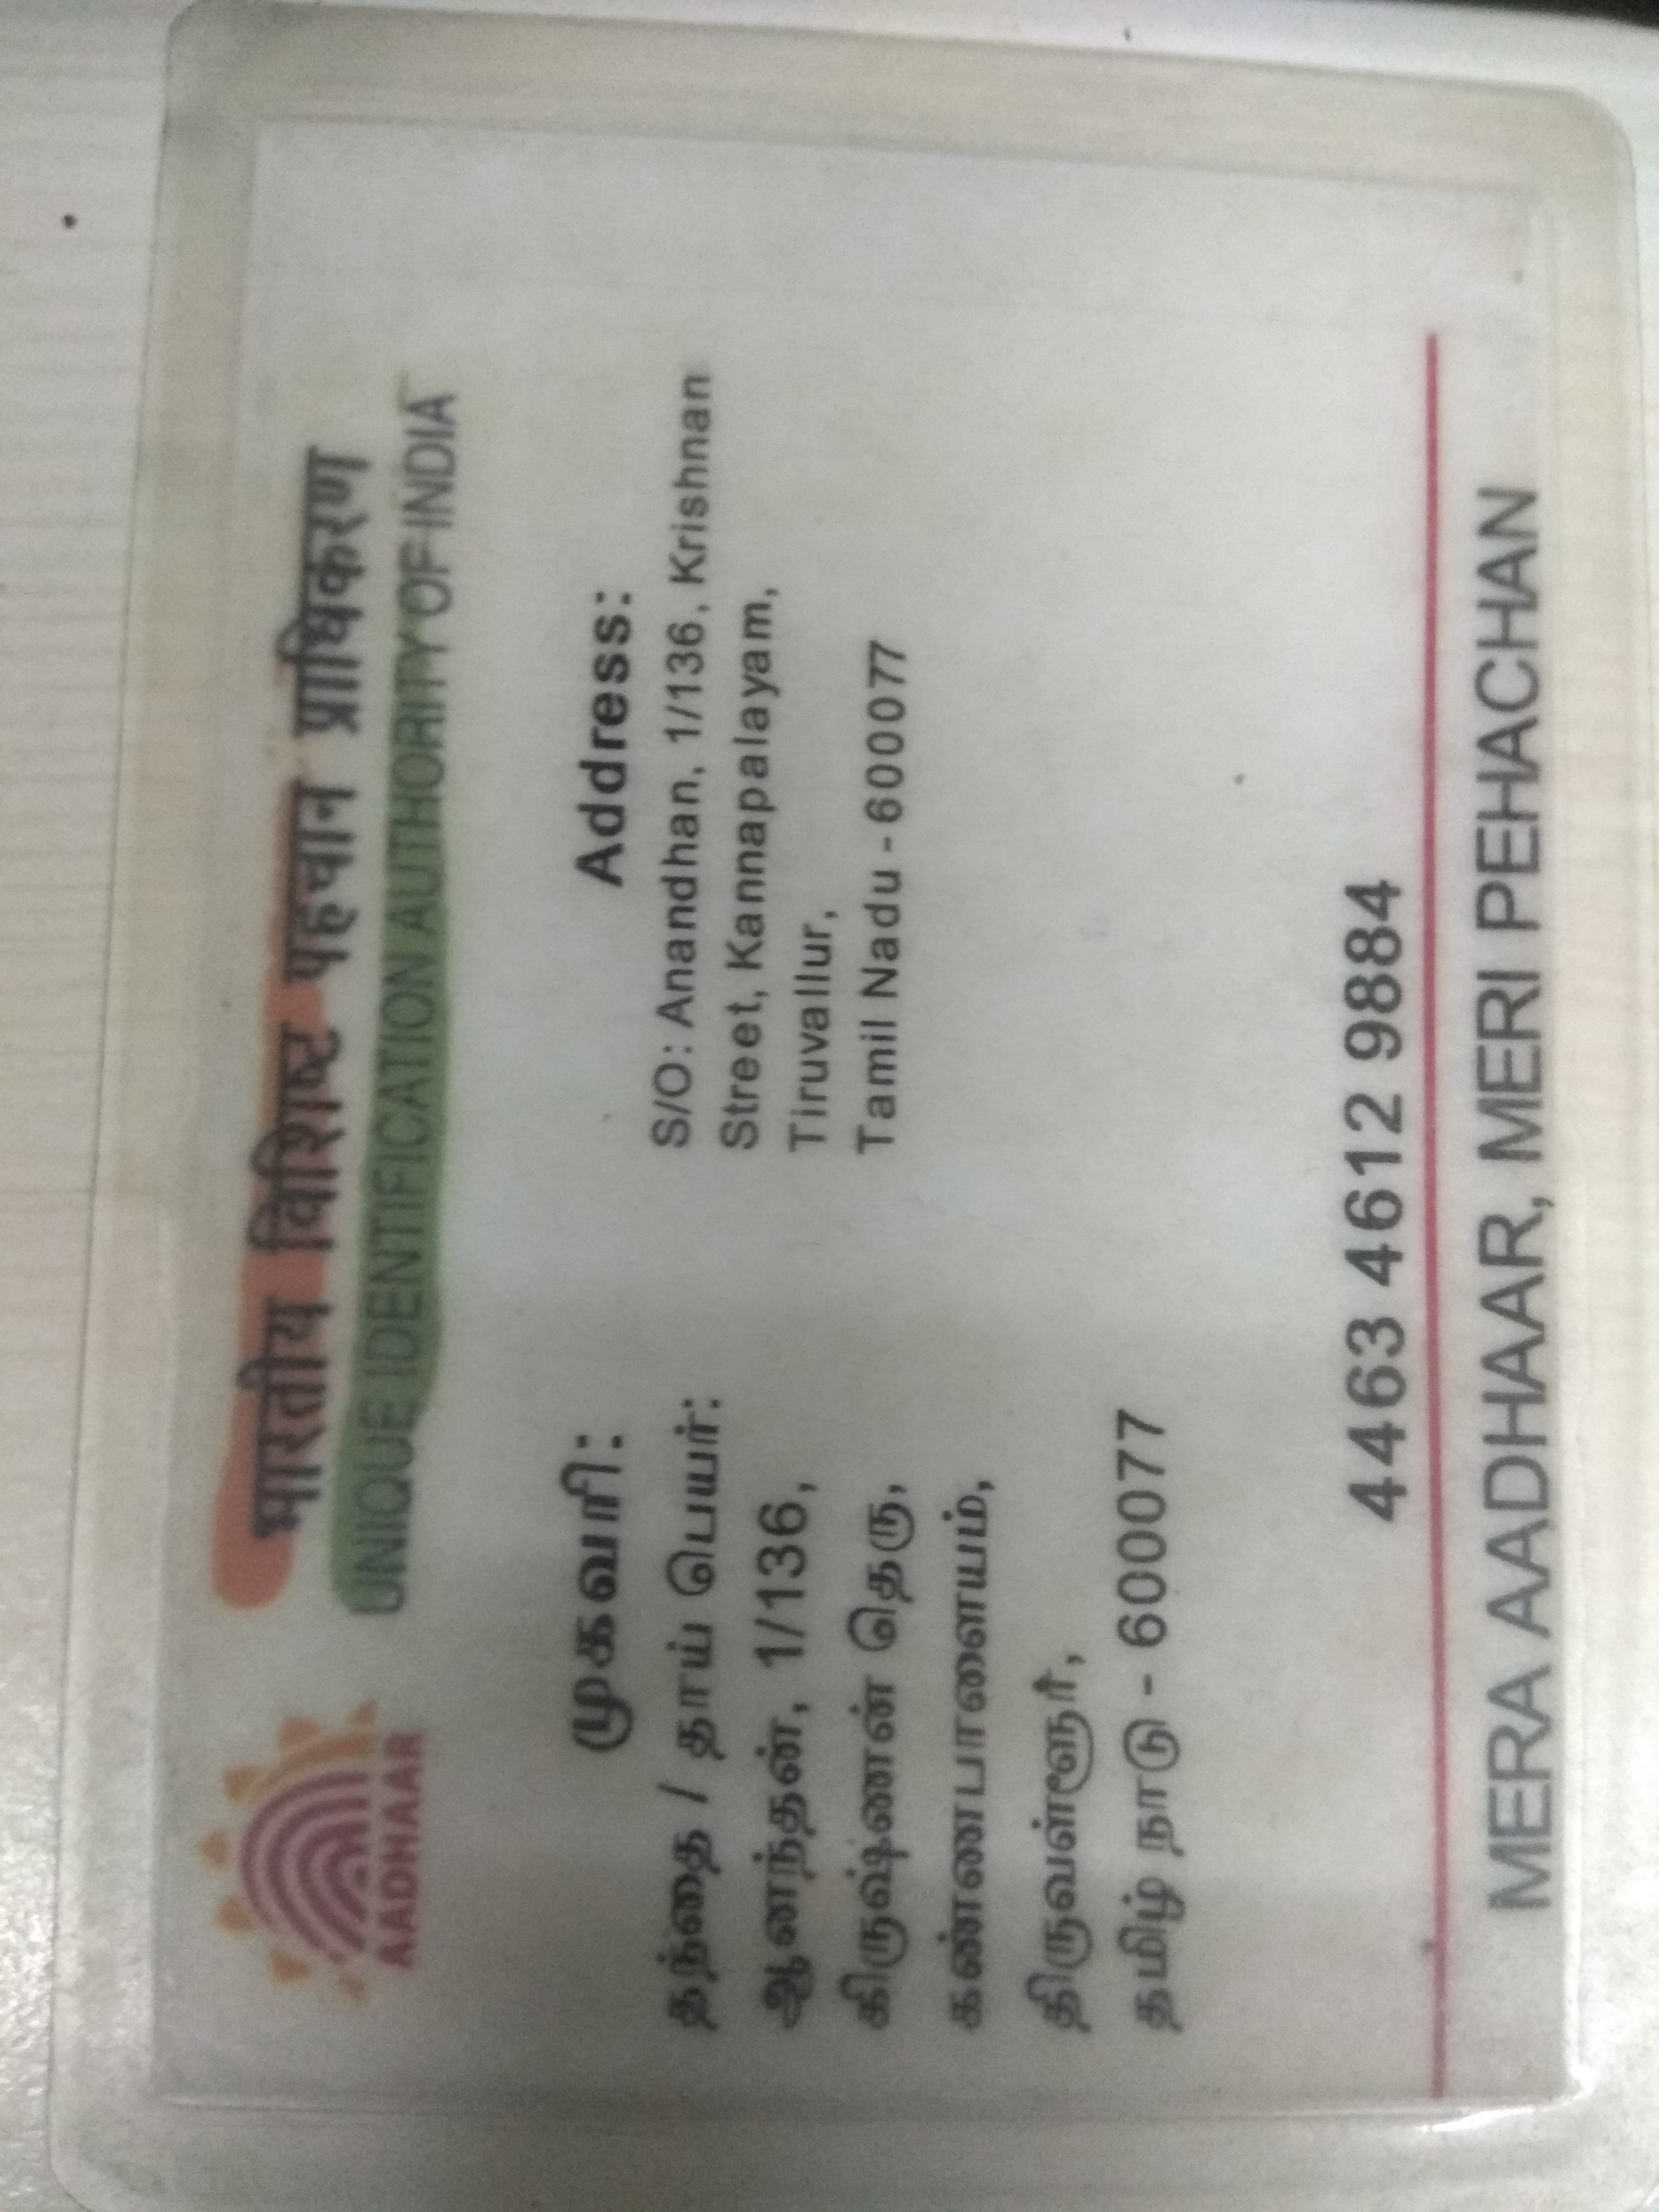 भारतीय विशिष्ट पहचान प्राधिकरण
UNIQUE IDENTIFICATION AUTHORITY OF INDIA
AADHAAR
முகவரி:
தந்தை / தாய் பெயர்:
ஆனந்தன், 1/136,
கிருஷ்ணன் தெரு,
கண்ணபாளையம்,
திருவள்ளூர்,
தமிழ் நாடு - 600077
Address:
S/O: Anandhan, 1/136, Krishnan
Street, Kannapalayam,
Tiruvallur,
Tamil Nadu - 600077
4463 4612 9884
MERA AADHAAR, MERI PEHACHAN